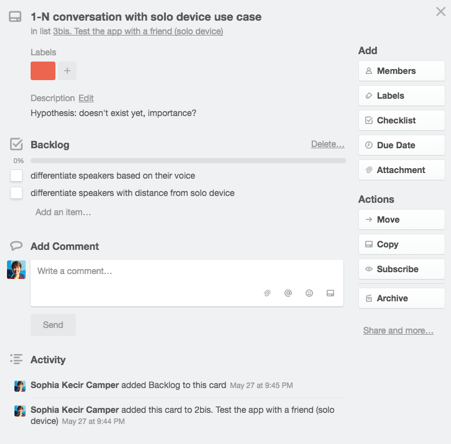 1-N conversation with solo device use case
in list 3bis. Test the app with a friend (solo device)
Labels
+
Description Edit
Hypothesis: doesn't exist yet, importance?
Backlog
Delete…
0%
differentiate speakers based on their voice
differentiate speakers with distance from solo device
Add an item…
Add Comment
Write a comment…
Send
Activity
Sophia Kecir Camper added Backlog to this card May 27 at 9:45 PM
Sophia Kecir Camper added this card to 2bis. Test the app with a friend (solo
device) May 27 at 9:44 PM
Add
Members
Labels
Checklist
Due Date
Attachment
Actions
Move
Copy
Subscribe
Archive
Share and more…